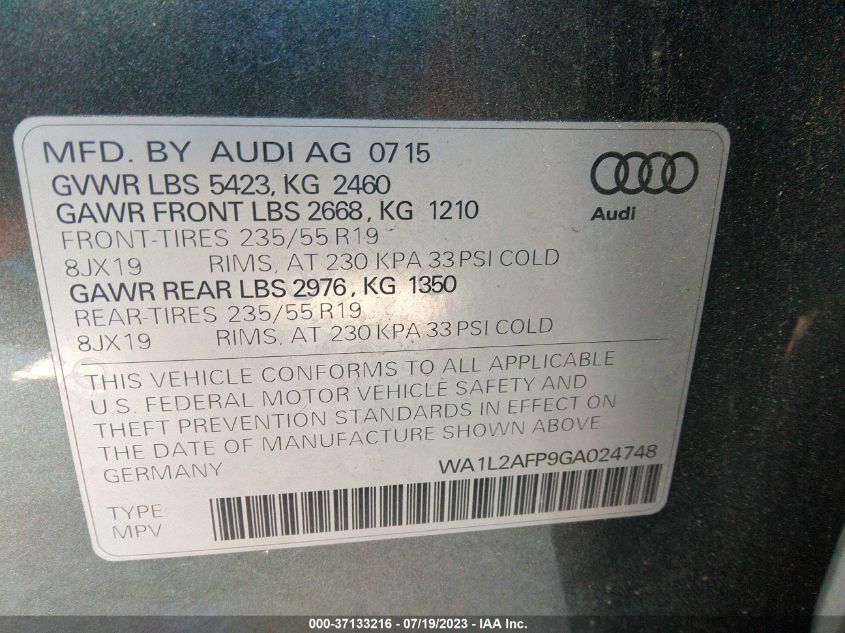 MFD. BY AUDI AG 0715
GVWR LBS 5423, KG 2460
GAWR FRONT LBS 2668, KG 1210
FRONT-TIRES 235/55 R19
8JX19 RIMS, AT 230 KPA 33 PSI COLD
GAWR REAR LBS 2976, KG 1350
REAR-TIRES 235/55 R19
8JX19 RIMS, AT 230 KPA 33 PSI COLD
Audi
THIS VEHICLE CONFORMS TO ALL APPLICABLE
U.S. FEDERAL MOTOR VEHICLE SAFETY AND
THEFT PREVENTION STANDARDS IN EFFECT ON
THE DATE OF MANUFACTURE SHOWN ABOVE.
GERMANY WA1L2AFP9GA024748
TYPE
MPV
000-37133216 - 07/19/2023 - IAA Inc.